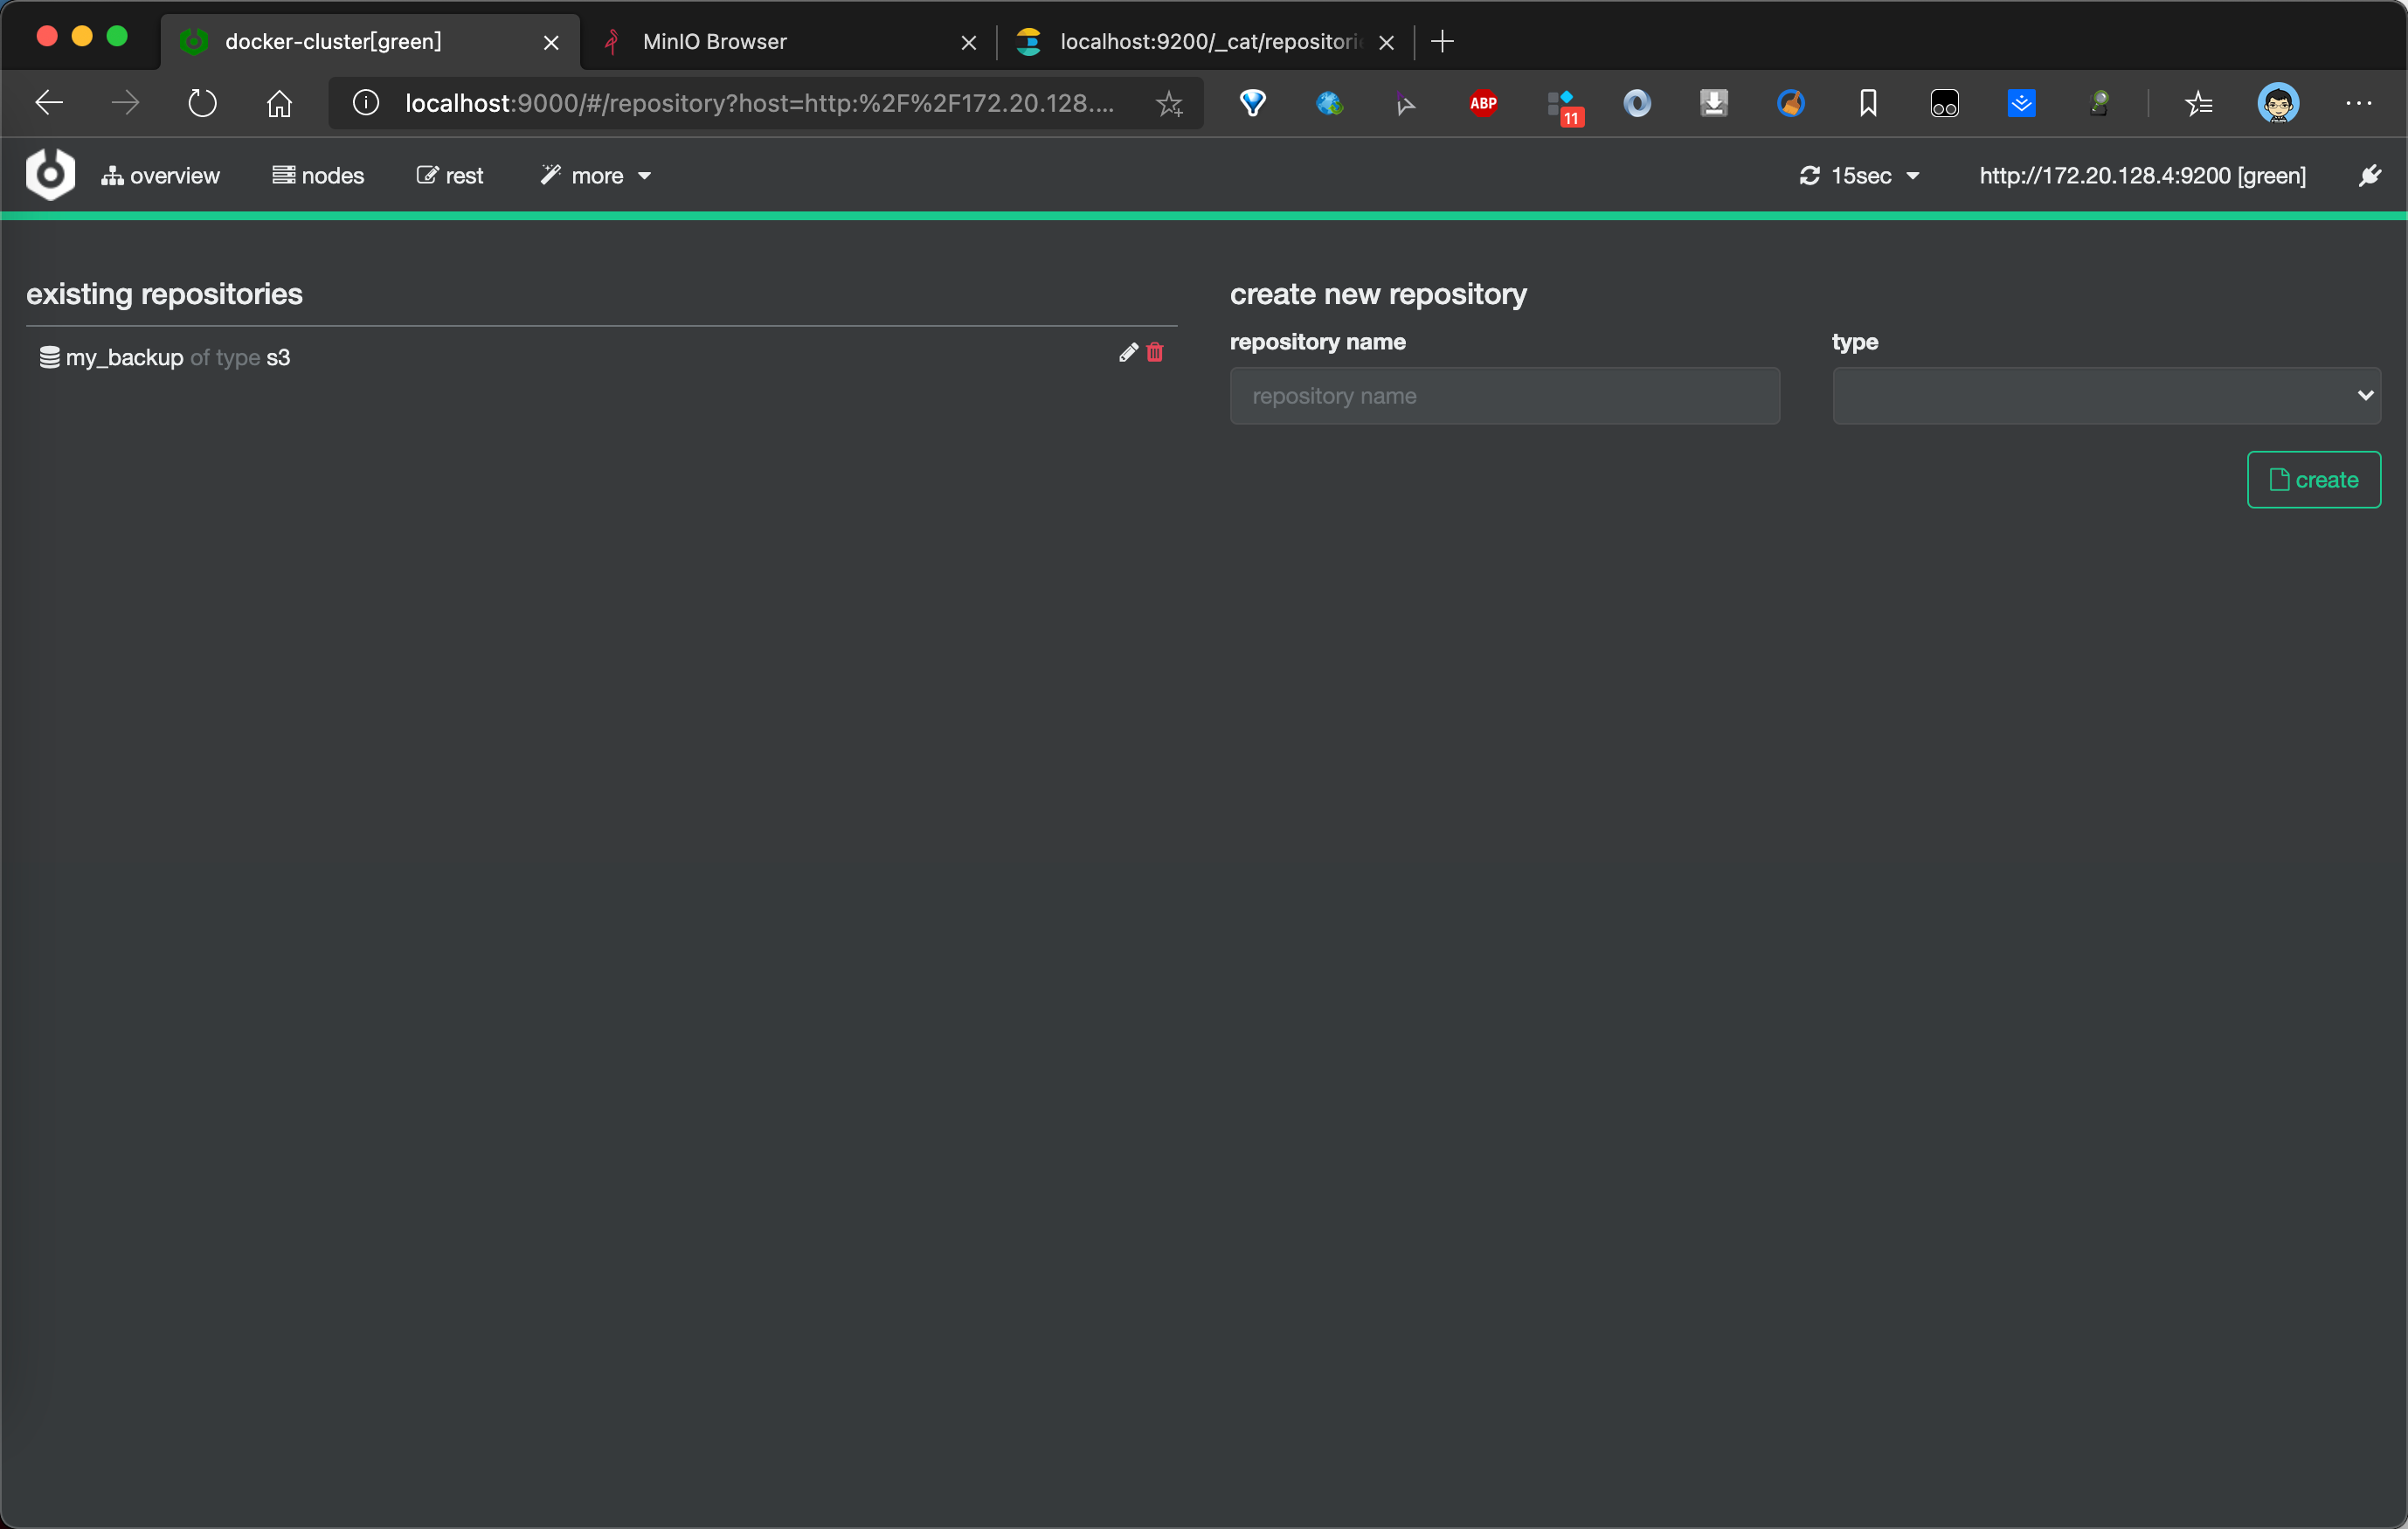 docker-cluster[green]
MinIO Browser
localhost:9200/_cat/repositori
localhost:9000/#/repository?host=http:%2F%2F172.20.128....
ABP
11
overview
nodes
rest
more
15sec
http://172.20.128.4:9200 [green]
existing repositories
my_backup of type s3
create new repository
repository name
type
repository name
create